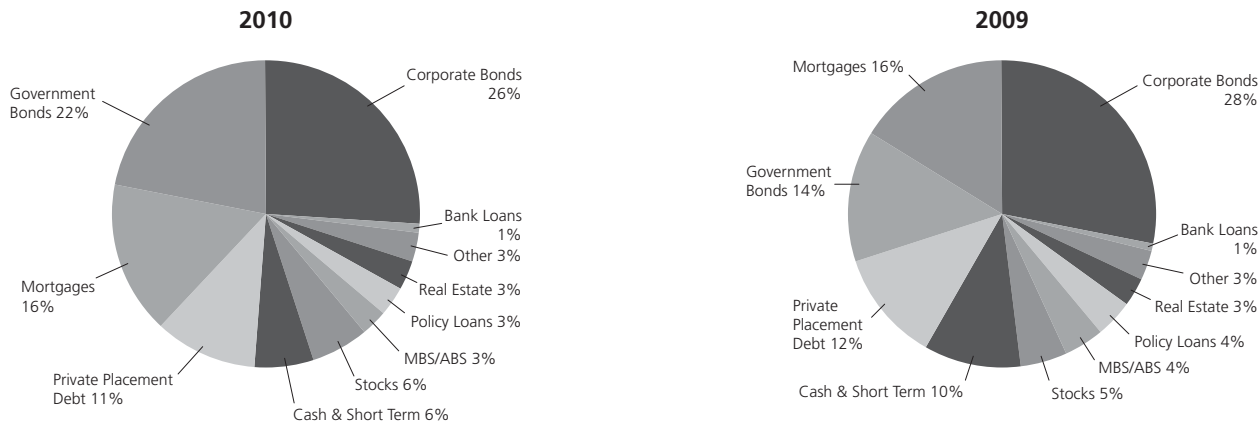 2010
Corporate Bonds
26%
Bank Loans
1%
Other 3%
Real Estate 3%
Policy Loans 3%
MBS/ABS 3%
Stocks 6%
Cash & Short Term 6%
Private Placement
Debt 11%
Mortgages
16%
Government
Bonds 22%
2009
Corporate Bonds
28%
Bank Loans
1%
Other 3%
Real Estate 3%
Policy Loans 4%
MBS/ABS 4%
Stocks 5%
Cash & Short Term 10%
Private
Placement
Debt 12%
Government
Bonds 14%
Mortgages 16%